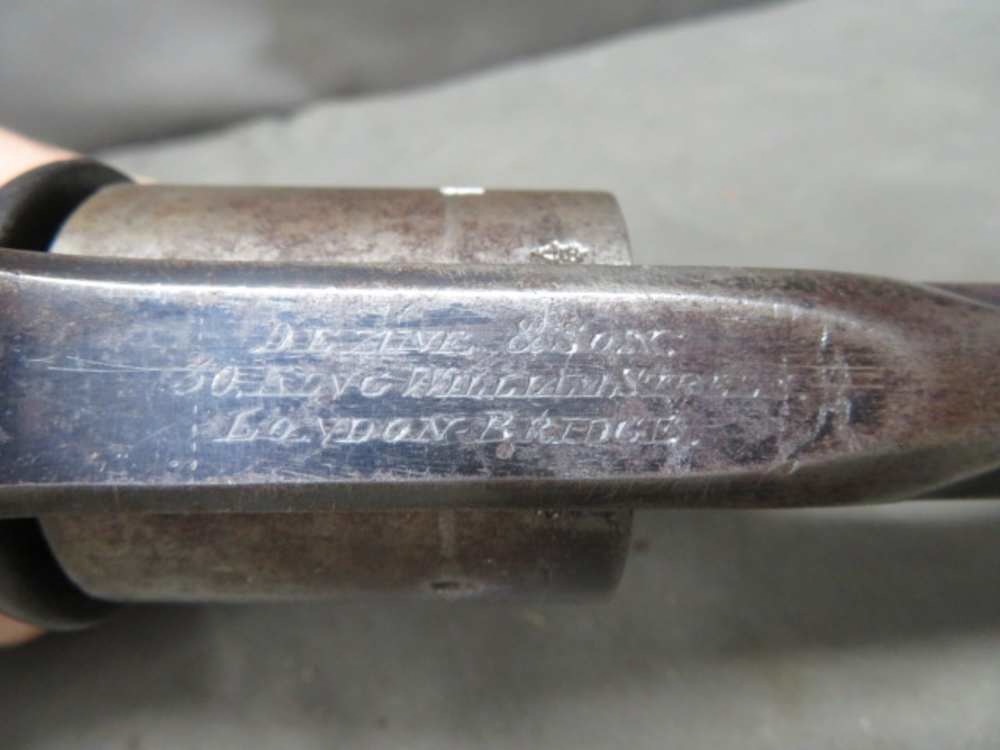 DEANE & SON.
30. KING WILLIAM STREET
LONDON BRIDGE.